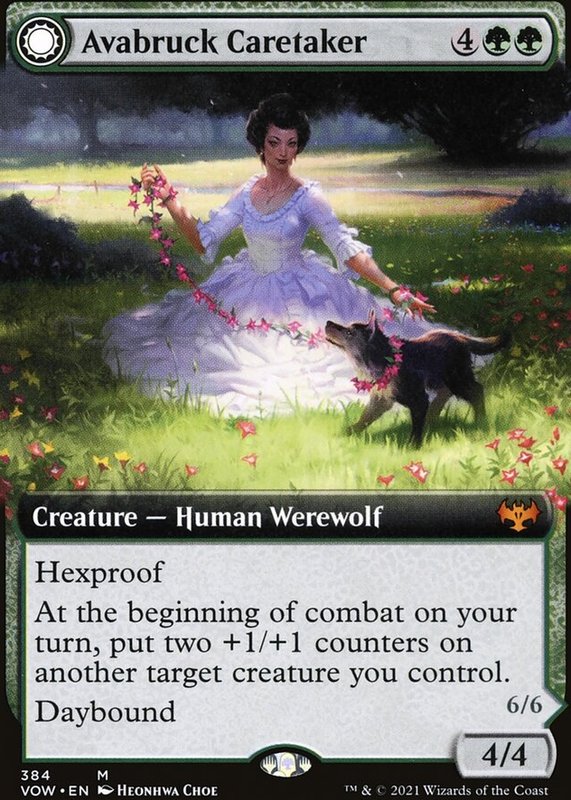 Avabruck Caretaker 4
Creature — Human Werewolf
Hexproof
At the beginning of combat on your
turn, put two +1/+1 counters on
another target creature you control.
Daybound
6/6
4/4
384 M
VOW • EN Heonhwa Choe
™ & © 2021 Wizards of the Coast